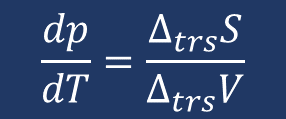 dp/dT = Δ_trs S / Δ_trs V